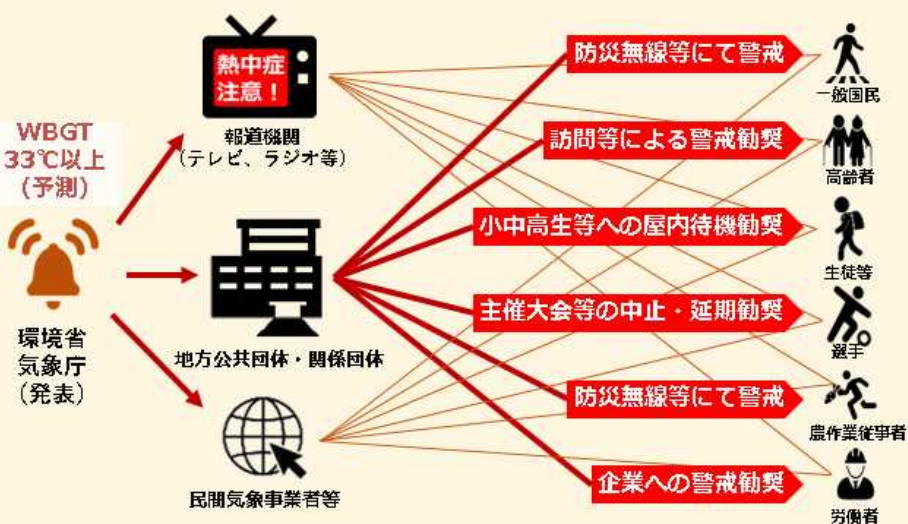 WBGT
33℃以上
(予測)
環境省
気象庁
(発表)
熱中症
注意！
報道機関
(テレビ、ラジオ等)
地方公共団体・関係団体
民間気象事業者等
防災無線等にて警戒
訪問等による警戒勧奨
小中高生等への屋内待機勧奨
主催大会等の中止・延期勧奨
防災無線等にて警戒
企業への警戒勧奨
一般国民
高齢者
生徒等
選手
農作業従事者
労働者